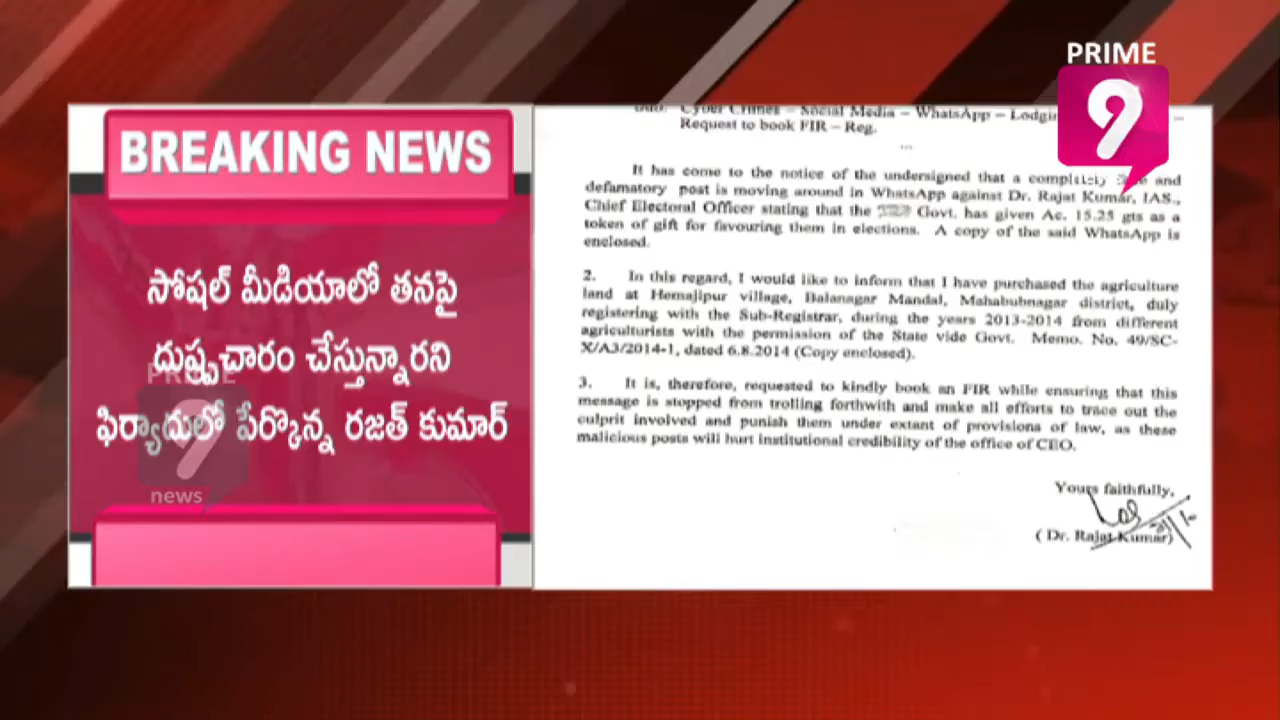 PRIME
9
BREAKING NEWS
సోషల్ మీడియాలో తనపై
దుష్ప్రచారం చేస్తున్నారని
ఫిర్యాదులో పేర్కొన్న రజత్ కుమార్
PRIME
9
news
Cyber Crimes – Social Media – WhatsApp – –
Request to book FIR – Reg.
...
It has come to the notice of the undersigned that a completely and
defamatory post is moving around in WhatsApp against Dr. Rajat Kumar, IAS.,
Chief Electoral Officer stating that the Govt. has given Ac. 15.25 gts as a
token of gift for favouring them in elections. A copy of the said WhatsApp is
enclosed.
2. In this regard, I would like to inform that I have purchased the agriculture
land at Hemajipur village, Balanagar Mandal, Mahabubnagar district, duly
registering with the Sub-Registrar, during the years 2013-2014 from different
agriculturists with the permission of the State vide Govt. Memo. No. 49/SC-
X/A3/2014-1, dated 6.8.2014 (Copy enclosed).
3. It is, therefore, requested to kindly book an FIR while ensuring that this
message is stopped from trolling forthwith and make all efforts to trace out the
culprit involved and punish them under extant of provisions of law, as these
malicious posts will hurt institutional credibility of the office of CEO.
Yours faithfully,
( Dr. Rajat Kumar)